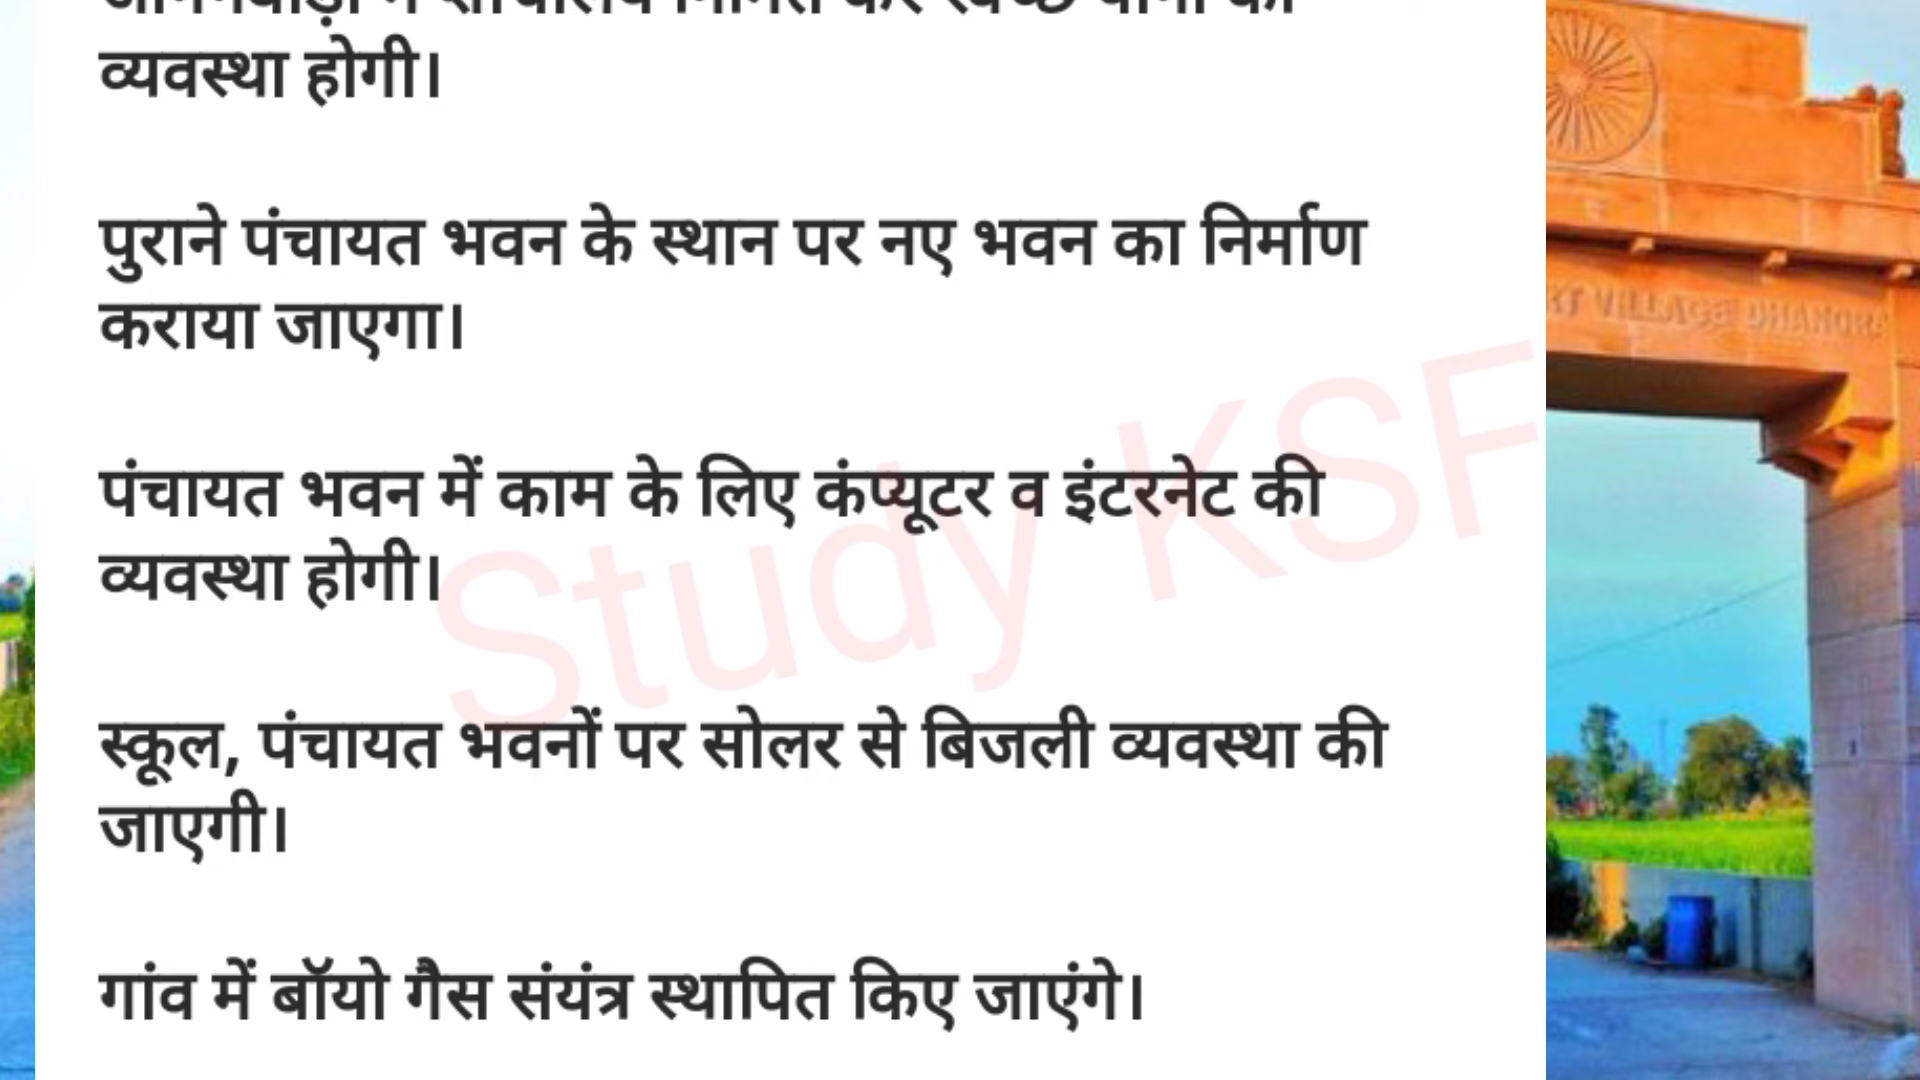 व्यवस्था होगी।
पुराने पंचायत भवन के स्थान पर नए भवन का निर्माण
कराया जाएगा।
पंचायत भवन में काम के लिए कंप्यूटर व इंटरनेट की
व्यवस्था होगी।
स्कूल, पंचायत भवनों पर सोलर से बिजली व्यवस्था की
जाएगी।
गांव में बॉयो गैस संयंत्र स्थापित किए जाएंगे।
Study KSF
VILLAGE